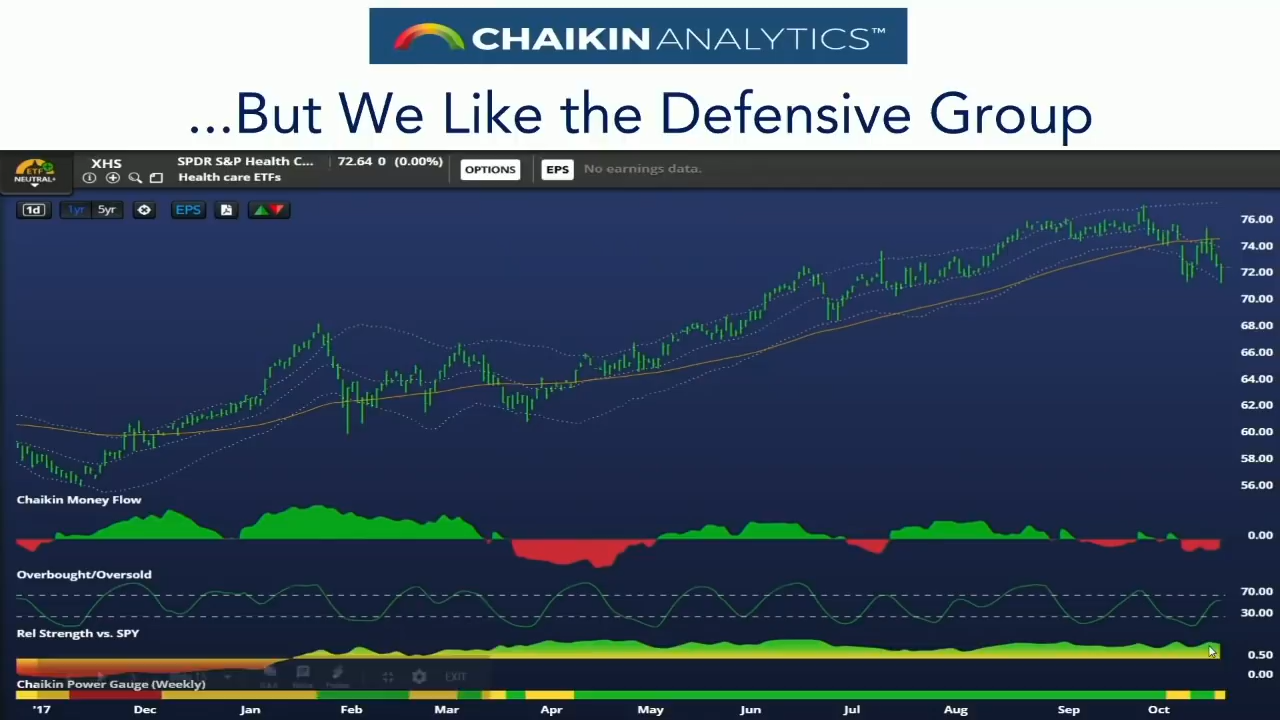 CHAIKIN ANALYTICS™
...But We Like the Defensive Group
ETF
NEUTRAL+
XHS
SPDR S&P Health C...
72.64 0 (0.00%)
Health care ETFs
OPTIONS
EPS
No earnings data.
1d
1yr
5yr
EPS
76.00
74.00
72.00
70.00
68.00
66.00
64.00
62.00
60.00
58.00
56.00
Chaikin Money Flow
0.00
Overbought/Oversold
70.00
30.00
Rel Strength vs. SPY
0.50
0.00
EXIT
Chaikin Power Gauge (Weekly)
'17 Dec Jan Feb Mar Apr May Jun Jul Aug Sep Oct